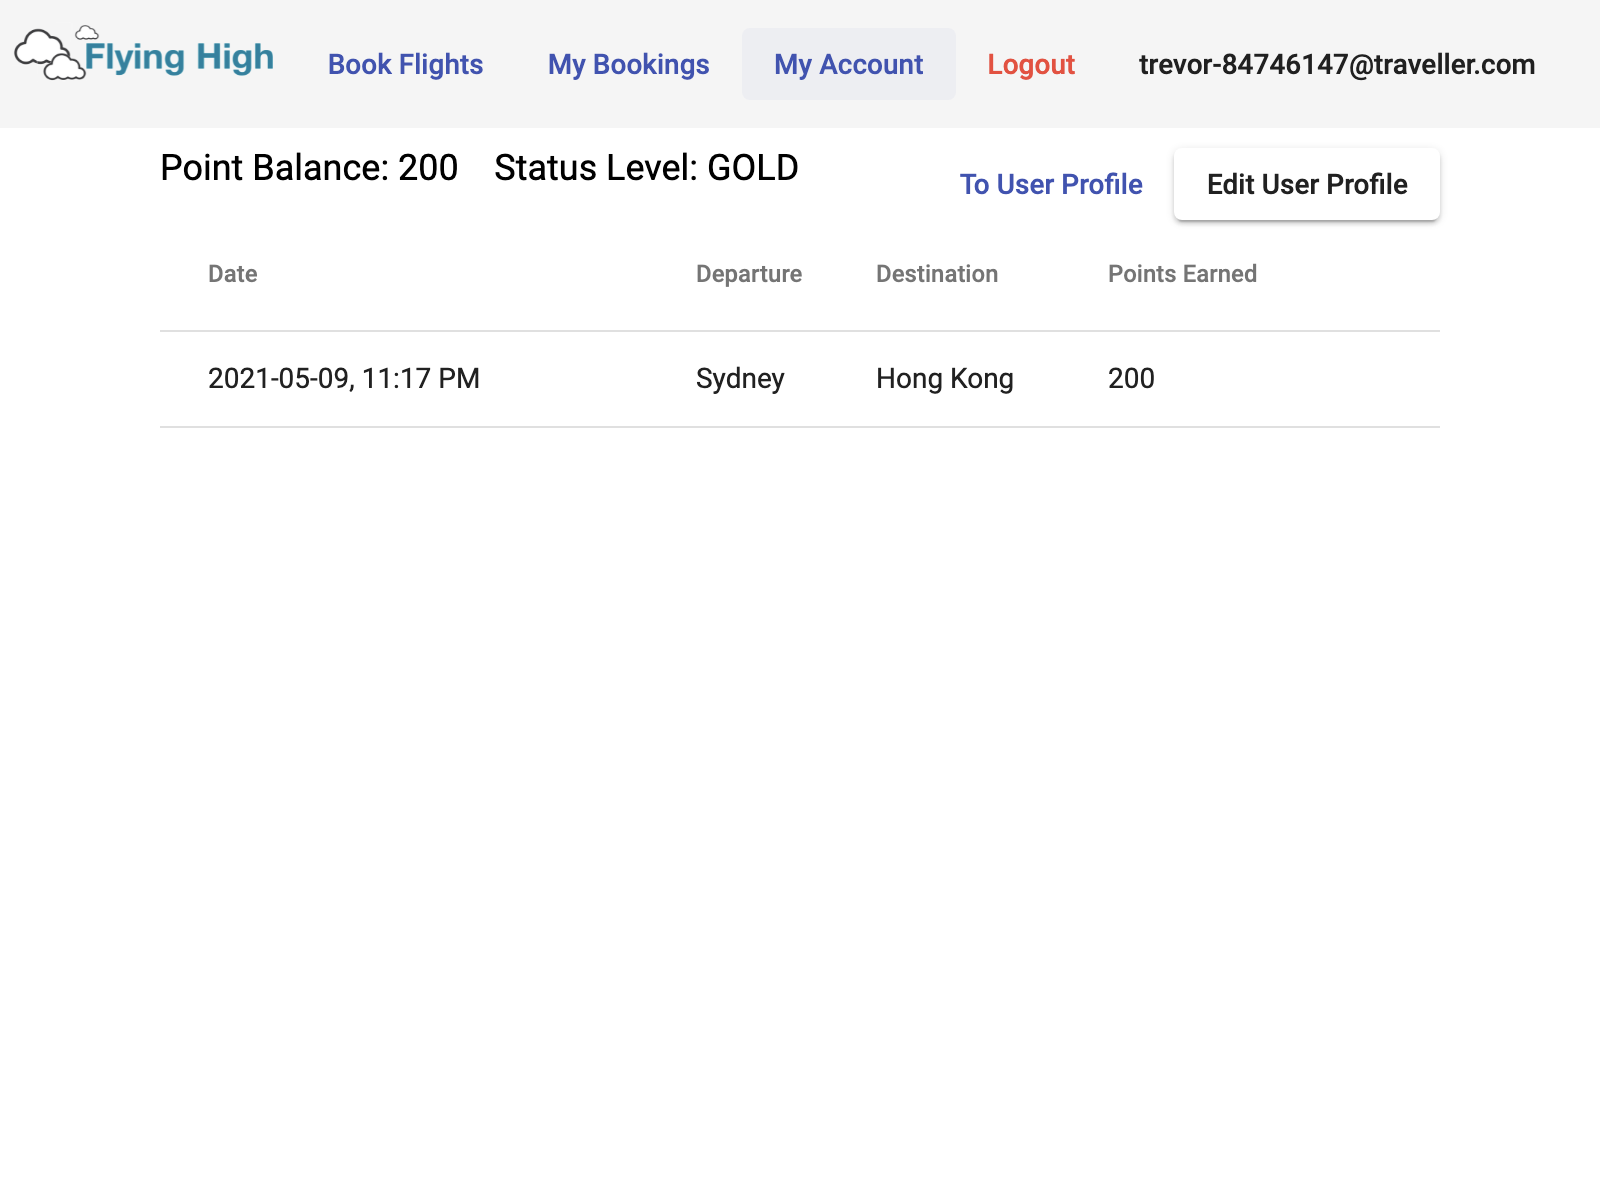 Flying High Book Flights My Bookings My Account Logout trevor-84746147@traveller.com
Point Balance: 200 Status Level: GOLD To User Profile Edit User Profile
Date Departure Destination Points Earned
2021-05-09, 11:17 PM Sydney Hong Kong 200